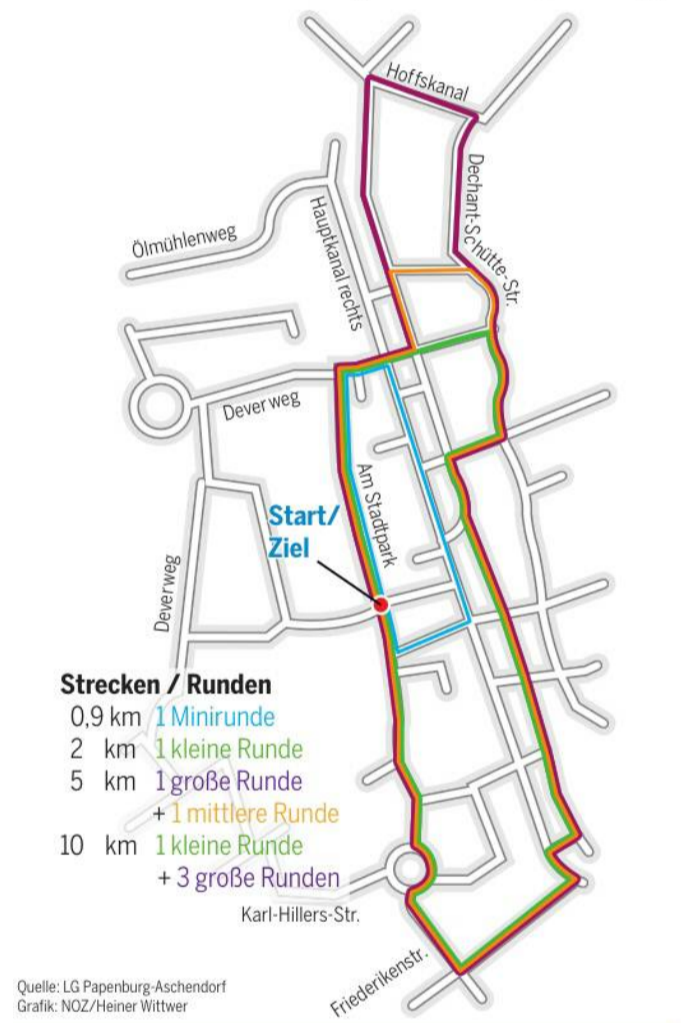 Hoffskanal
Dechant-Schütte-Str.
Ölmühlenweg
Hauptkanal rechts
Deverweg
Am Stadtpark
Start/
Ziel
Deverweg
Strecken / Runden
0,9 km 1 Minirunde
2 km 1 kleine Runde
5 km 1 große Runde
+ 1 mittlere Runde
10 km 1 kleine Runde
+ 3 große Runden
Karl-Hillers-Str.
Friederikenstr.
Quelle: LG Papenburg-Aschendorf
Grafik: NOZ/Heiner Wittwer